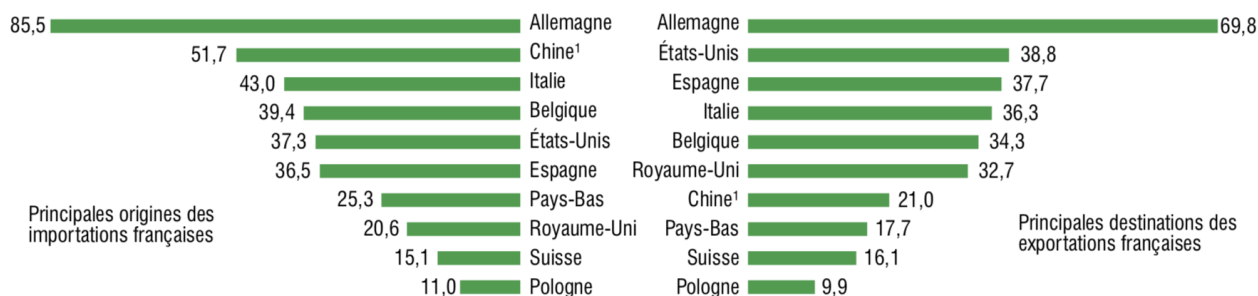 85,5 Allemagne
51,7 Chine¹
43,0 Italie
39,4 Belgique
37,3 États-Unis
36,5 Espagne
25,3 Pays-Bas
20,6 Royaume-Uni
15,1 Suisse
11,0 Pologne
Principales origines des
importations françaises
Allemagne 69,8
États-Unis 38,8
Espagne 37,7
Italie 36,3
Belgique 34,3
Royaume-Uni 32,7
Chine¹ 21,0
Pays-Bas 17,7
Suisse 16,1
Pologne 9,9
Principales destinations des
exportations françaises